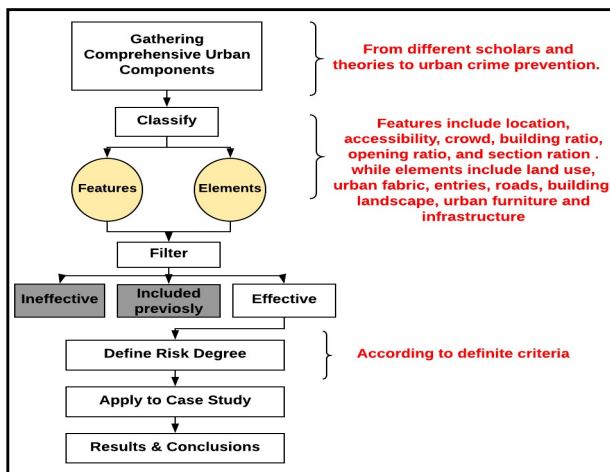 Gathering
Comprehensive Urban
Components
From different scholars and
theories to urban crime prevention.
Classify
Features include location,
accessibility, crowd, building ratio,
opening ratio, and section ration .
while elements include land use,
urban fabric, entries, roads, building
landscape, urban furniture and
infrastructure
Features
Elements
Filter
Ineffective
Included
previosly
Effective
Define Risk Degree
According to definite criteria
Apply to Case Study
Results & Conclusions